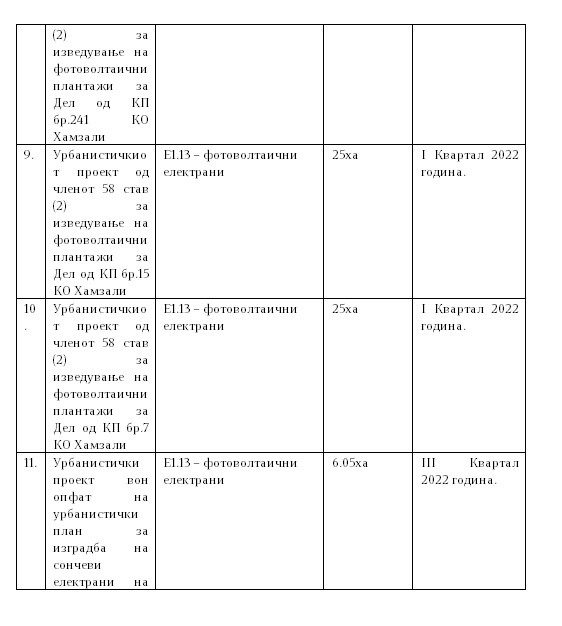 (2) за
изведување на
фотоволтаични
плантажи за
Дел од КП
бр.241 КО
Хамзали
9. Урбанистичкио Е1.13 – фотоволтаични 25ха I Квартал 2022
т проект од електрани година.
членот 58 став
(2) за
изведување на
фотоволтаични
плантажи за
Дел од КП бр.15
КО Хамзали
10 Урбанистичкио Е1.13 – фотоволтаични 25ха I Квартал 2022
. т проект од електрани година.
членот 58 став
(2) за
изведување на
фотоволтаични
плантажи за
Дел од КП бр.7
КО Хамзали
11. Урбанистички Е1.13 – фотоволтаични 6.05ха III Квартал
проект вон електрани 2022 година.
опфат на
урбанистички
план за
изградба на
сончеви
електрани на